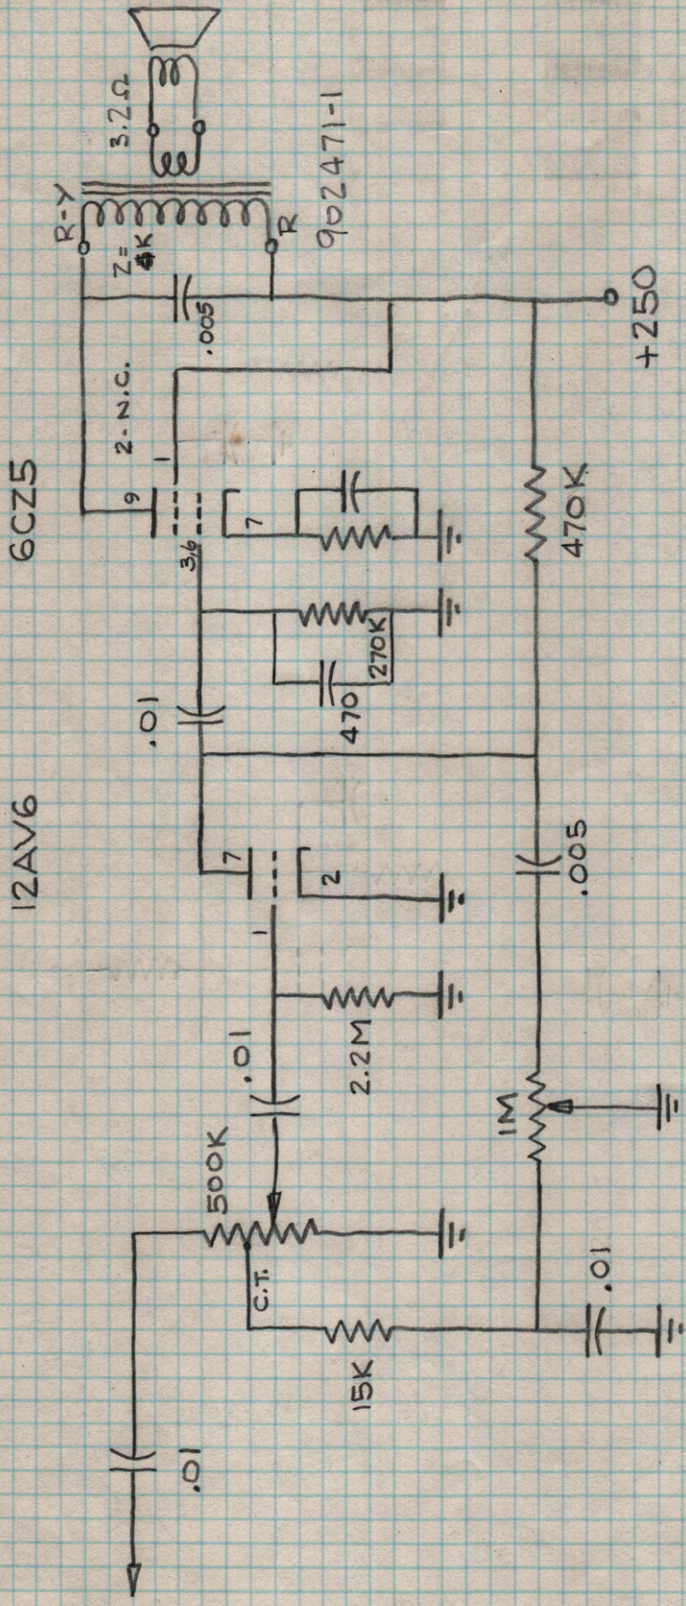 12AV6
6CZ5
R-Y
3.2Ω
Z=
K
R
902471-1
.005
2-N.C.
9
1
3,6
7
+250
470K
.01
270K
470
7
2
1
.005
.01
2.2M
1M
500K
C.T.
15K
.01
.01